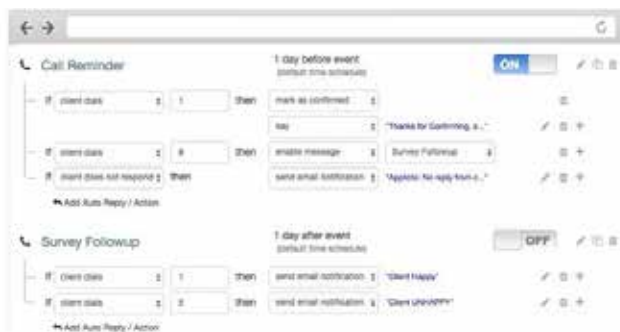 Call Reminder 1 day before event ON
(default time schedule)
If client dials 1 then mark as confirmed
say "Thanks for Confirming, a..."
If client dials 9 then enable message Survey Followup
If client does not respond then send email notification "Apptoto: No reply from c..."
Add Auto Reply / Action
Survey Followup 1 day after event OFF
(default time schedule)
If client dials 1 then send email notification "Client Happy"
If client dials 2 then send email notification "Client UNHAPPY"
Add Auto Reply / Action